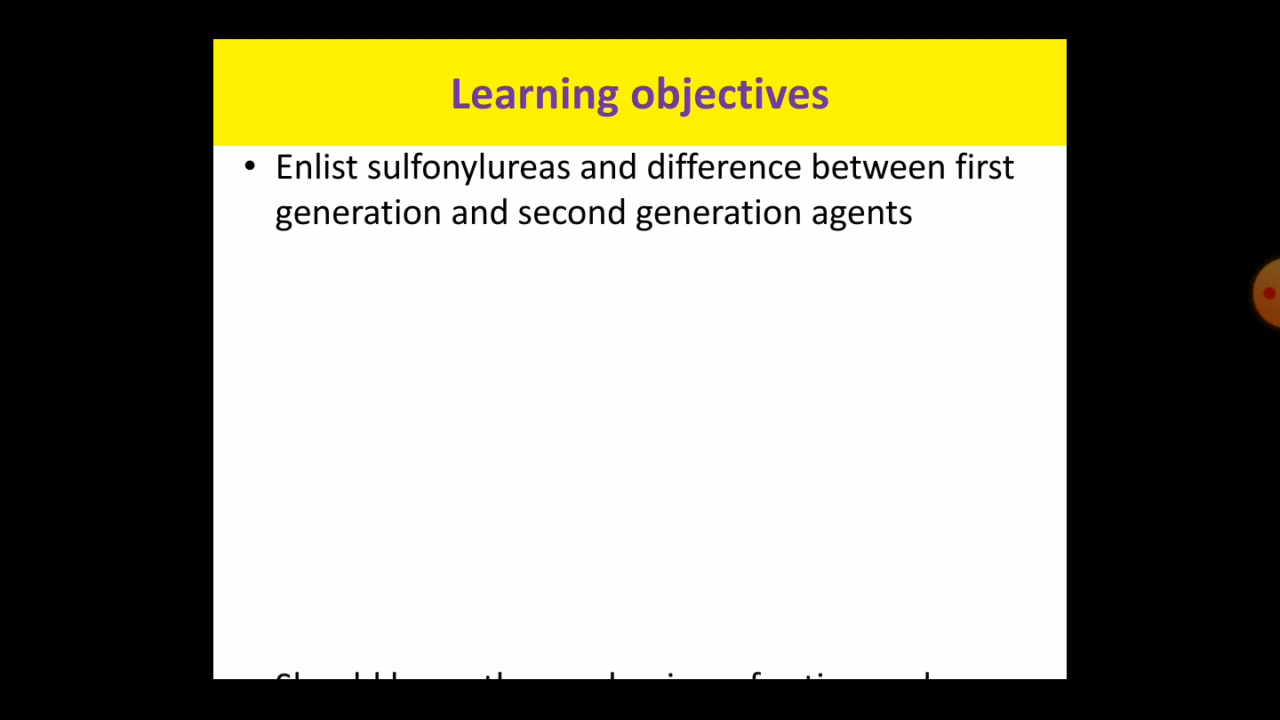 Learning objectives
• Enlist sulfonylureas and difference between first
generation and second generation agents